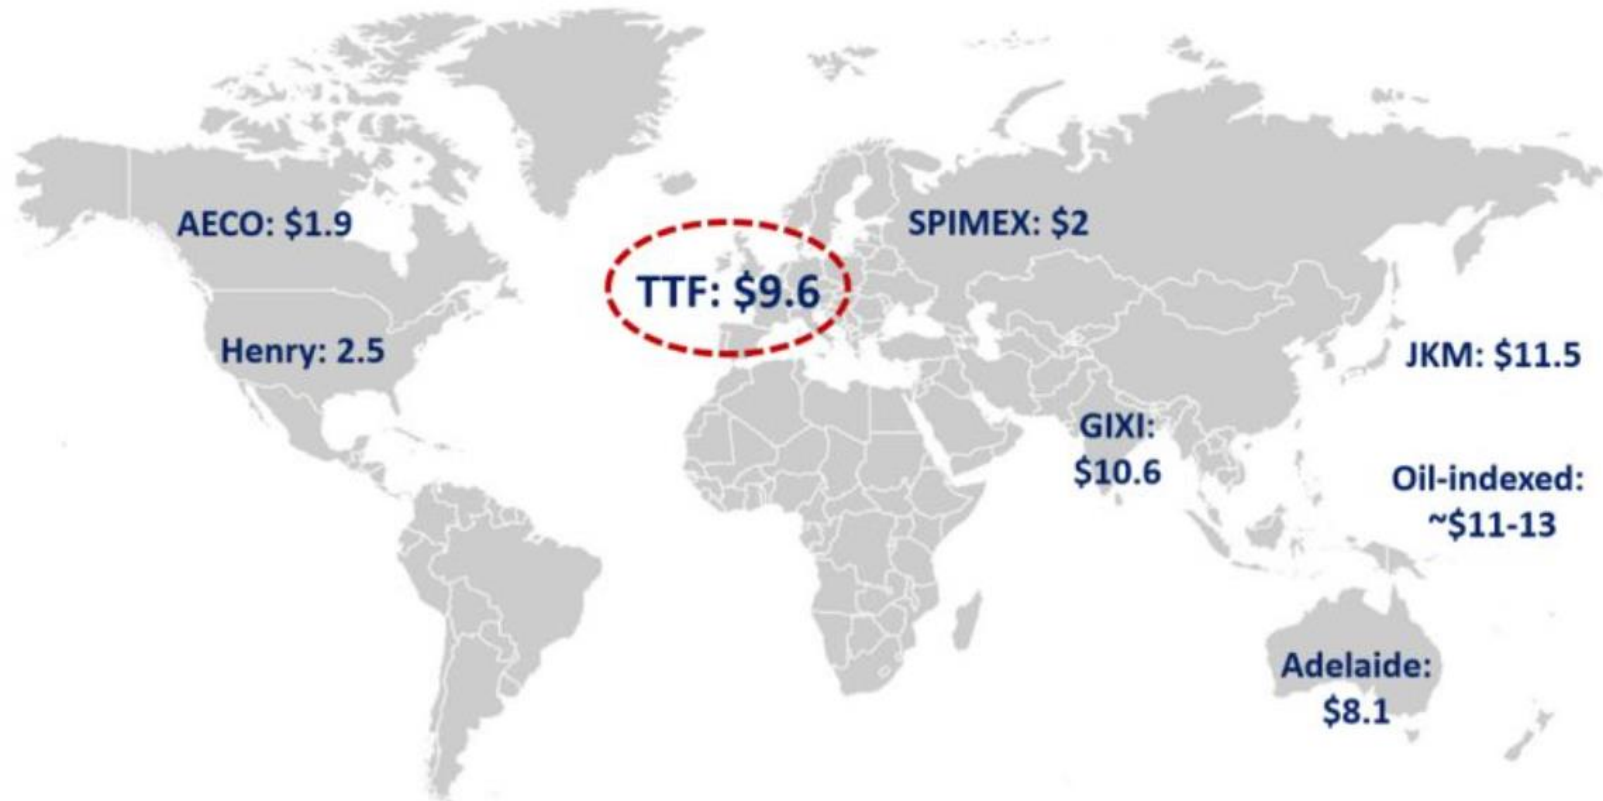 AECO: $1.9
SPIMEX: $2
TTF: $9.6
Henry: 2.5
JKM: $11.5
GIXI:
$10.6
Oil-indexed:
~$11-13
Adelaide:
$8.1